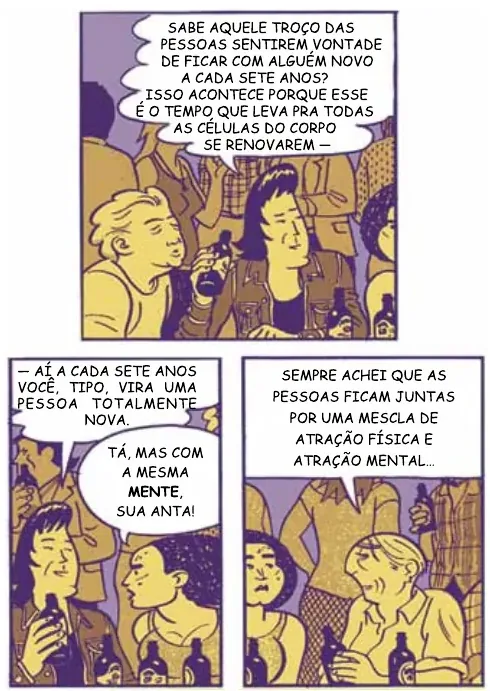 SABE AQUELE TROÇO DAS
PESSOAS SENTIREM VONTADE
DE FICAR COM ALGUÉM NOVO
A CADA SETE ANOS?
ISSO ACONTECE PORQUE ESSE
É O TEMPO QUE LEVA PRA TODAS
AS CÉLULAS DO CORPO
SE RENOVAREM —
— AÍ A CADA SETE ANOS
VOCÊ, TIPO, VIRA UMA
PESSOA TOTALMENTE
NOVA.
TÁ, MAS COM
A MESMA
MENTE,
SUA ANTA!
SEMPRE ACHEI QUE AS
PESSOAS FICAM JUNTAS
POR UMA MESCLA DE
ATRAÇÃO FÍSICA E
ATRAÇÃO MENTAL...